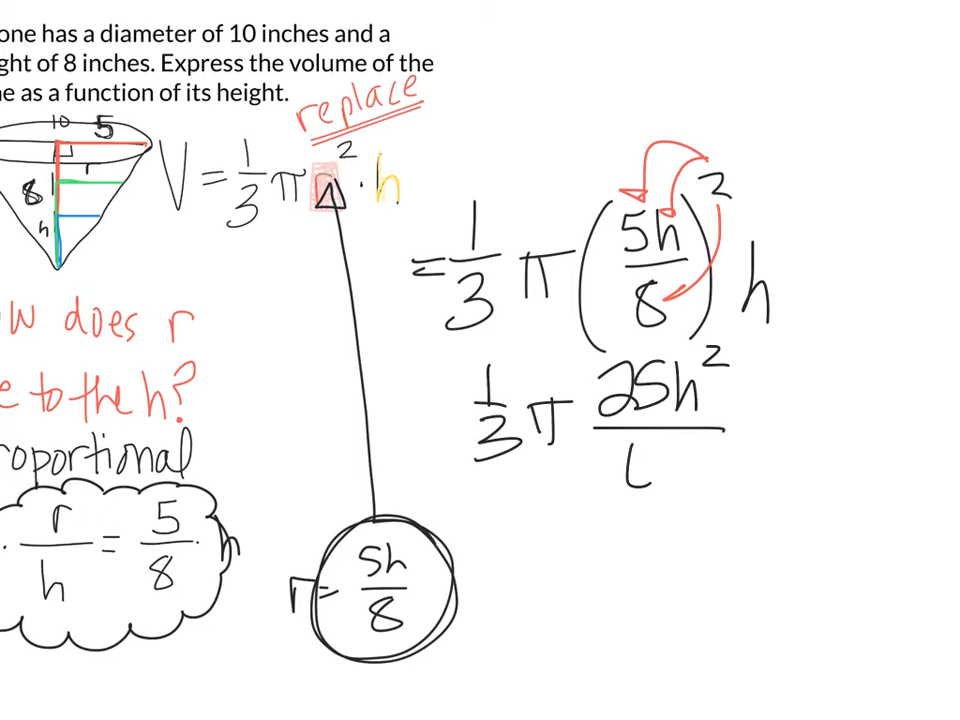 one has a diameter of 10 inches and a
ght of 8 inches. Express the volume of the
e as a function of its height.
replace
10 5
8 r
h
V = 1/3 π r² · h
= 1/3 π (5h/8)² h
1/3 π 25h²/
w does r
e to the h?
roportional
· r/h = 5/8 · h
r = 5h/8